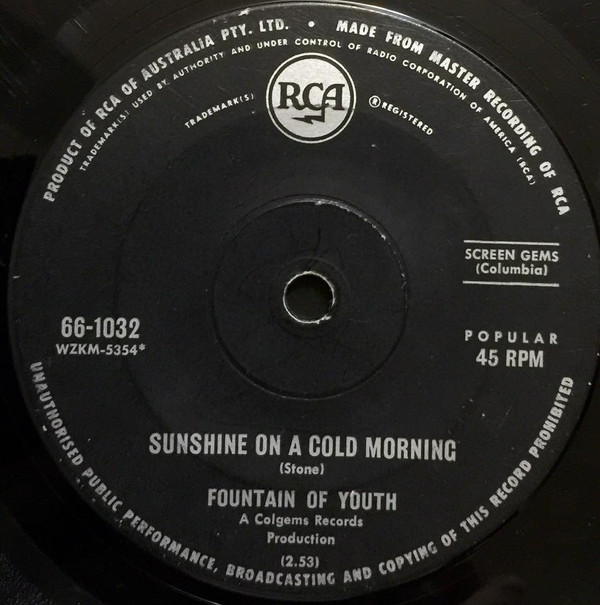 PRODUCT OF RCA OF AUSTRALIA PTY. LTD. • MADE FROM MASTER RECORDING OF RCA
TRADEMARK(S) USED BY AUTHORITY AND UNDER CONTROL OF RADIO CORPORATION OF AMERICA (RCA)
TRADEMARK(S) RCA ® REGISTERED
SCREEN GEMS
(Columbia)
66-1032
WZKM-5354*
POPULAR
45 RPM
SUNSHINE ON A COLD MORNING
(Stone)
FOUNTAIN OF YOUTH
A Colgems Records
Production
(2.53)
UNAUTHORISED PUBLIC PERFORMANCE, BROADCASTING AND COPYING OF THIS RECORD PROHIBITED